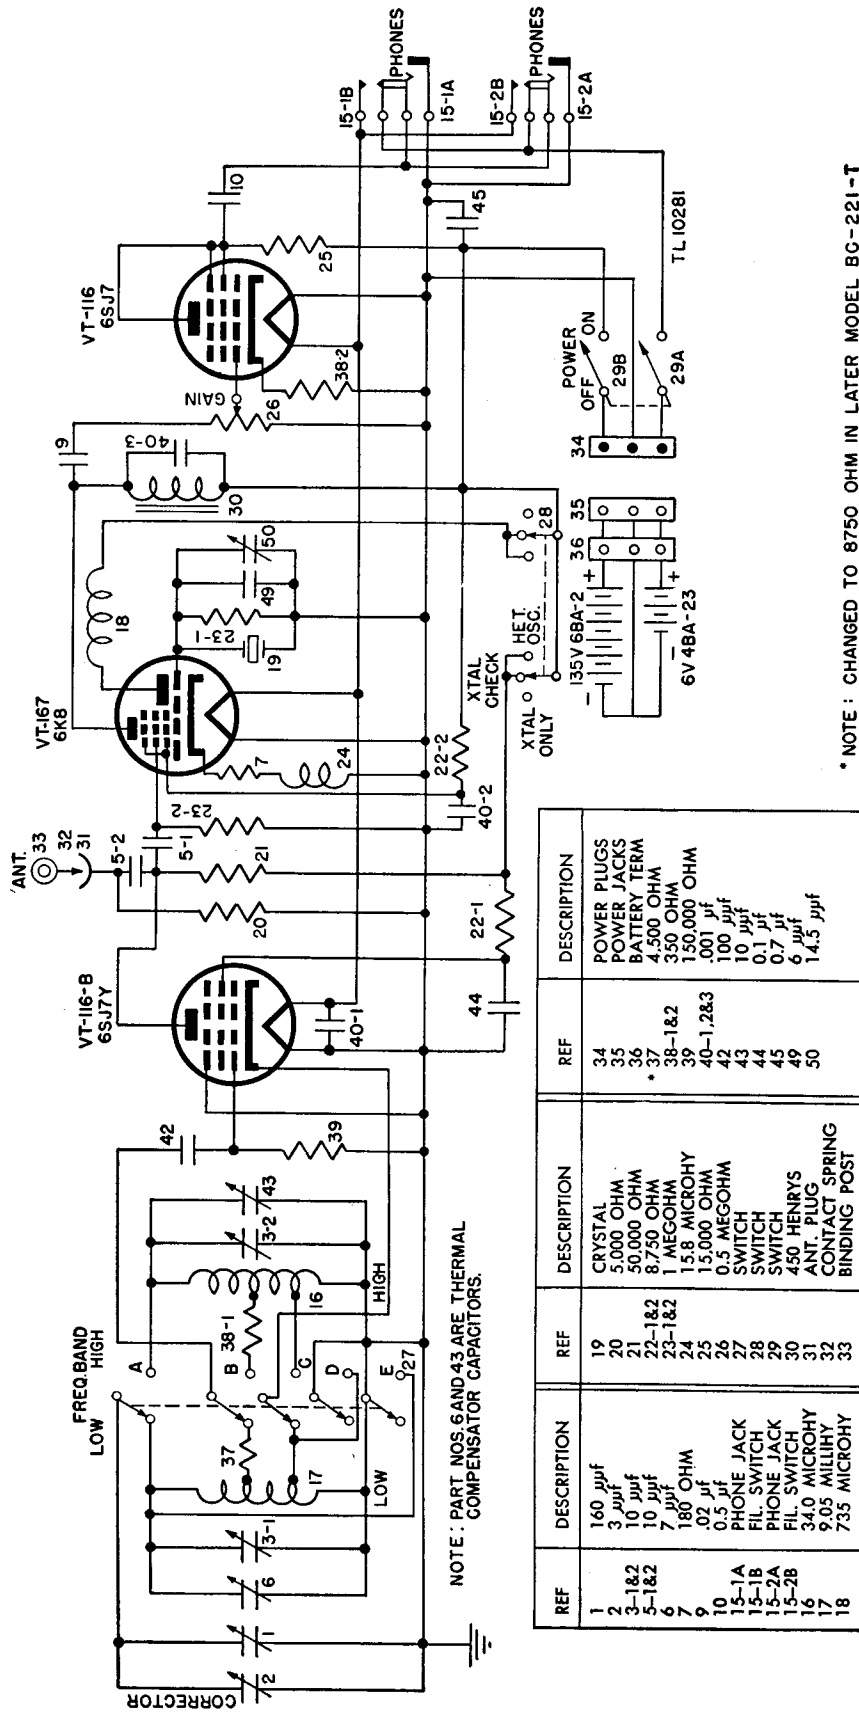 CORRECTOR
2
1
6
3-1
17
LOW
37
FREQ. BAND
LOW HIGH
A
B
C
D
E
27
38-1
16
HIGH
3-2
43
42
39
NOTE: PART NOS. 6 AND 43 ARE THERMAL
COMPENSATOR CAPACITORS.
VT-116-B
6SJ7Y
40-1
44
22-1
20
21
ANT.
33
32
31
5-2
5-1
23-2
VT-167
6K8
7
24
22-2
40-2
18
23-1
19
49
50
30
40-3
9
XTAL
ONLY
XTAL
CHECK
HET.
OSC.
28
VT-116
6SJ7
GAIN
26
38-2
25
10
45
15-1B
PHONES
15-1A
15-2B
PHONES
15-2A
POWER
OFF ON
29B
29A
34
35
36
135V 6BA-2
6V 4BA-23
− +
− +
TL 10281
REF DESCRIPTION
1 160 µµf
2 3 µµf
3-1&2 10 µµf
5-1&2 10 µµf
6 7 µµf
7 180 OHM
9 .02 µf
10 0.5 µf
15-1A PHONE JACK
15-1B FIL. SWITCH
15-2A PHONE JACK
15-2B FIL. SWITCH
16 34.0 MICROHY
17 9.05 MILLIHY
18 735 MICROHY
REF DESCRIPTION
19 CRYSTAL
20 5,000 OHM
21 50,000 OHM
22-1&2 8,750 OHM
23-1&2 1 MEGOHM
24 15.8 MICROHY
25 15,000 OHM
26 0.5 MEGOHM
27 SWITCH
28 SWITCH
29 SWITCH
30 450 HENRYS
31 ANT. PLUG
32 CONTACT SPRING
33 BINDING POST
REF DESCRIPTION
34 POWER PLUGS
35 POWER JACKS
36 BATTERY TERM
* 37 4,500 OHM
38-1&2 350 OHM
39 150,000 OHM
40-1,2&3 .001 µf
42 100 µµf
43 10 µµf
44 0.1 µf
45 0.7 µf
49 6 µµf
50 14.5 µµf
* NOTE: CHANGED TO 8750 OHM IN LATER MODEL BC-221-T